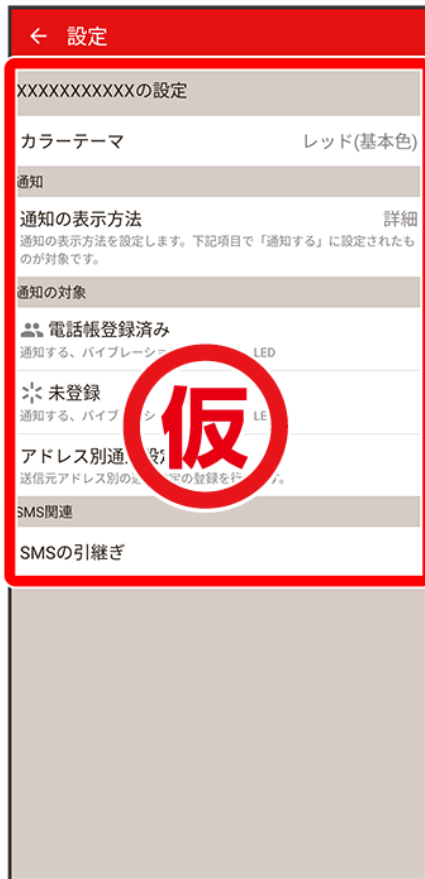 ← 設定
XXXXXXXXXXXの設定
カラーテーマ レッド(基本色)
通知
通知の表示方法 詳細
通知の表示方法を設定します。下記項目で「通知する」に設定されたも
のが対象です。
通知の対象
電話帳登録済み
通知する、バイブレーショ LED
未登録
通知する、バイブ シ LE
アドレス別通
送信元アドレス別の 定の登録を行 す。
仮
SMS関連
SMSの引継ぎ